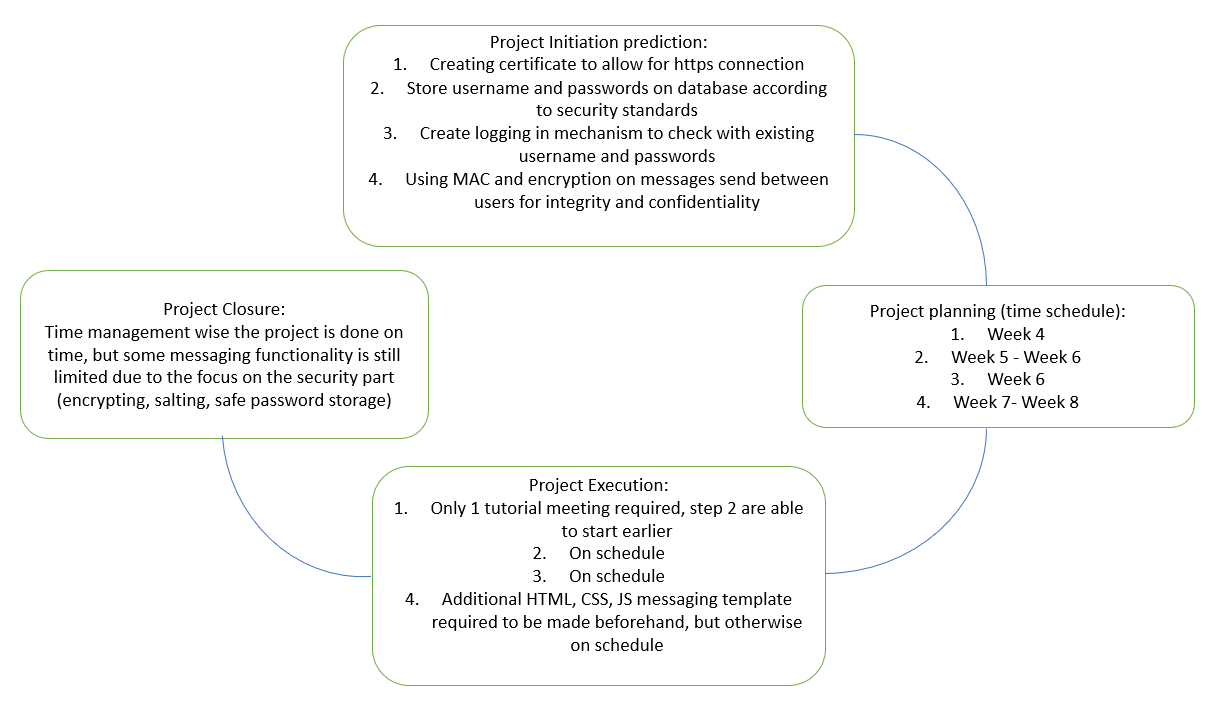 Project Initiation prediction:
1. Creating certificate to allow for https connection
2. Store username and passwords on database according
to security standards
3. Create logging in mechanism to check with existing
username and passwords
4. Using MAC and encryption on messages send between
users for integrity and confidentiality
Project planning (time schedule):
1. Week 4
2. Week 5 - Week 6
3. Week 6
4. Week 7- Week 8
Project Execution:
1. Only 1 tutorial meeting required, step 2 are able
to start earlier
2. On schedule
3. On schedule
4. Additional HTML, CSS, JS messaging template
required to be made beforehand, but otherwise
on schedule
Project Closure:
Time management wise the project is done on
time, but some messaging functionality is still
limited due to the focus on the security part
(encrypting, salting, safe password storage)